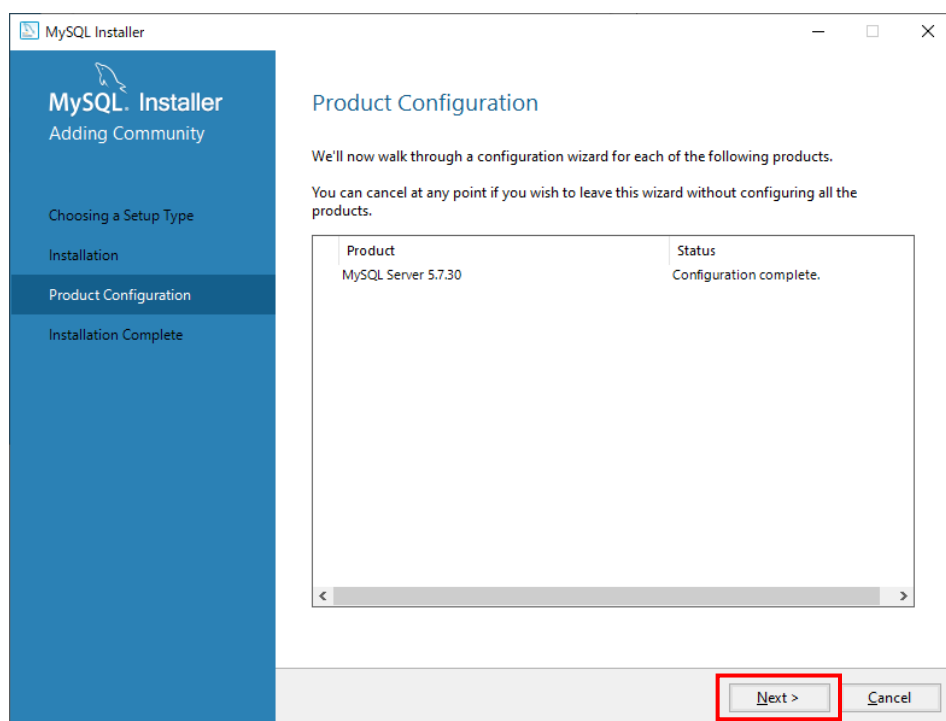 MySQL Installer
MySQL. Installer
Adding Community
Choosing a Setup Type
Installation
Product Configuration
Installation Complete
Product Configuration
We'll now walk through a configuration wizard for each of the following products.
You can cancel at any point if you wish to leave this wizard without configuring all the
products.
Product Status
MySQL Server 5.7.30 Configuration complete.
Next > Cancel